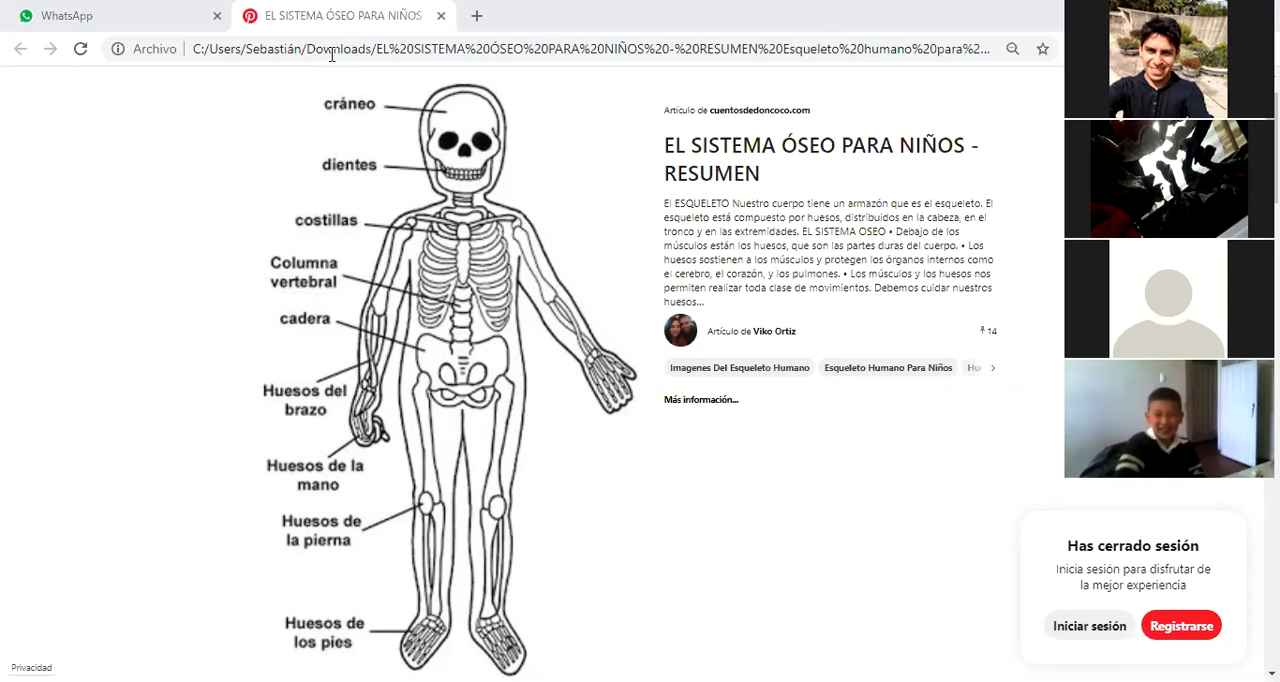 WhatsApp
EL SISTEMA ÓSEO PARA NIÑOS
Archivo
C:/Users/Sebastián/Downloads/EL%20SISTEMA%20ÓSEO%20PARA%20NIÑOS%20-%20RESUMEN%20Esqueleto%20humano%20para%2...
cráneo
dientes
costillas
Columna
vertebral
cadera
Huesos del
brazo
Huesos de la
mano
Huesos de
la pierna
Huesos de
los pies
Artículo de cuentosdedoncoco.com
EL SISTEMA ÓSEO PARA NIÑOS -
RESUMEN
El ESQUELETO Nuestro cuerpo tiene un armazón que es el esqueleto. El
esqueleto está compuesto por huesos, distribuidos en la cabeza, en el
tronco y en las extremidades. EL SISTEMA OSEO • Debajo de los
músculos están los huesos, que son las partes duras del cuerpo. • Los
huesos sostienen a los músculos y protegen los órganos internos como
el cerebro, el corazón, y los pulmones. • Los músculos y los huesos nos
permiten realizar toda clase de movimientos. Debemos cuidar nuestros
huesos...
Artículo de Viko Ortiz
14
Imagenes Del Esqueleto Humano
Esqueleto Humano Para Niños
Hu
Más información...
Has cerrado sesión
Inicia sesión para disfrutar de
la mejor experiencia
Iniciar sesión
Registrarse
Privacidad